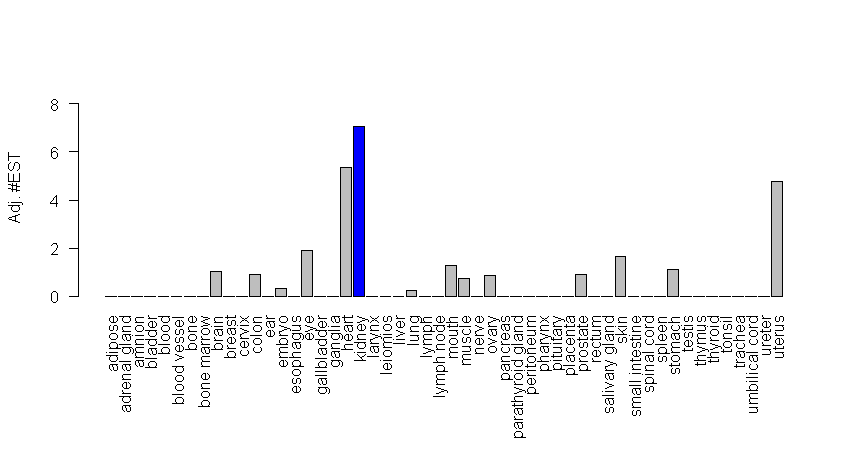 Adj. #EST
8
6
4
2
0
adipose
adrenal gland
amnion
bladder
blood
blood vessel
bone
bone marrow
brain
breast
cervix
colon
ear
embryo
esophagus
eye
gallbladder
ganglia
heart
kidney
larynx
leiomios
liver
lung
lymph
lymph node
mouth
muscle
nerve
ovary
pancreas
parathyroid gland
peritoneum
pharynx
pituitary
placenta
prostate
rectum
salivary gland
skin
small intestine
spinal cord
spleen
stomach
testis
thymus
thyroid
tonsil
trachea
umbilical cord
ureter
uterus